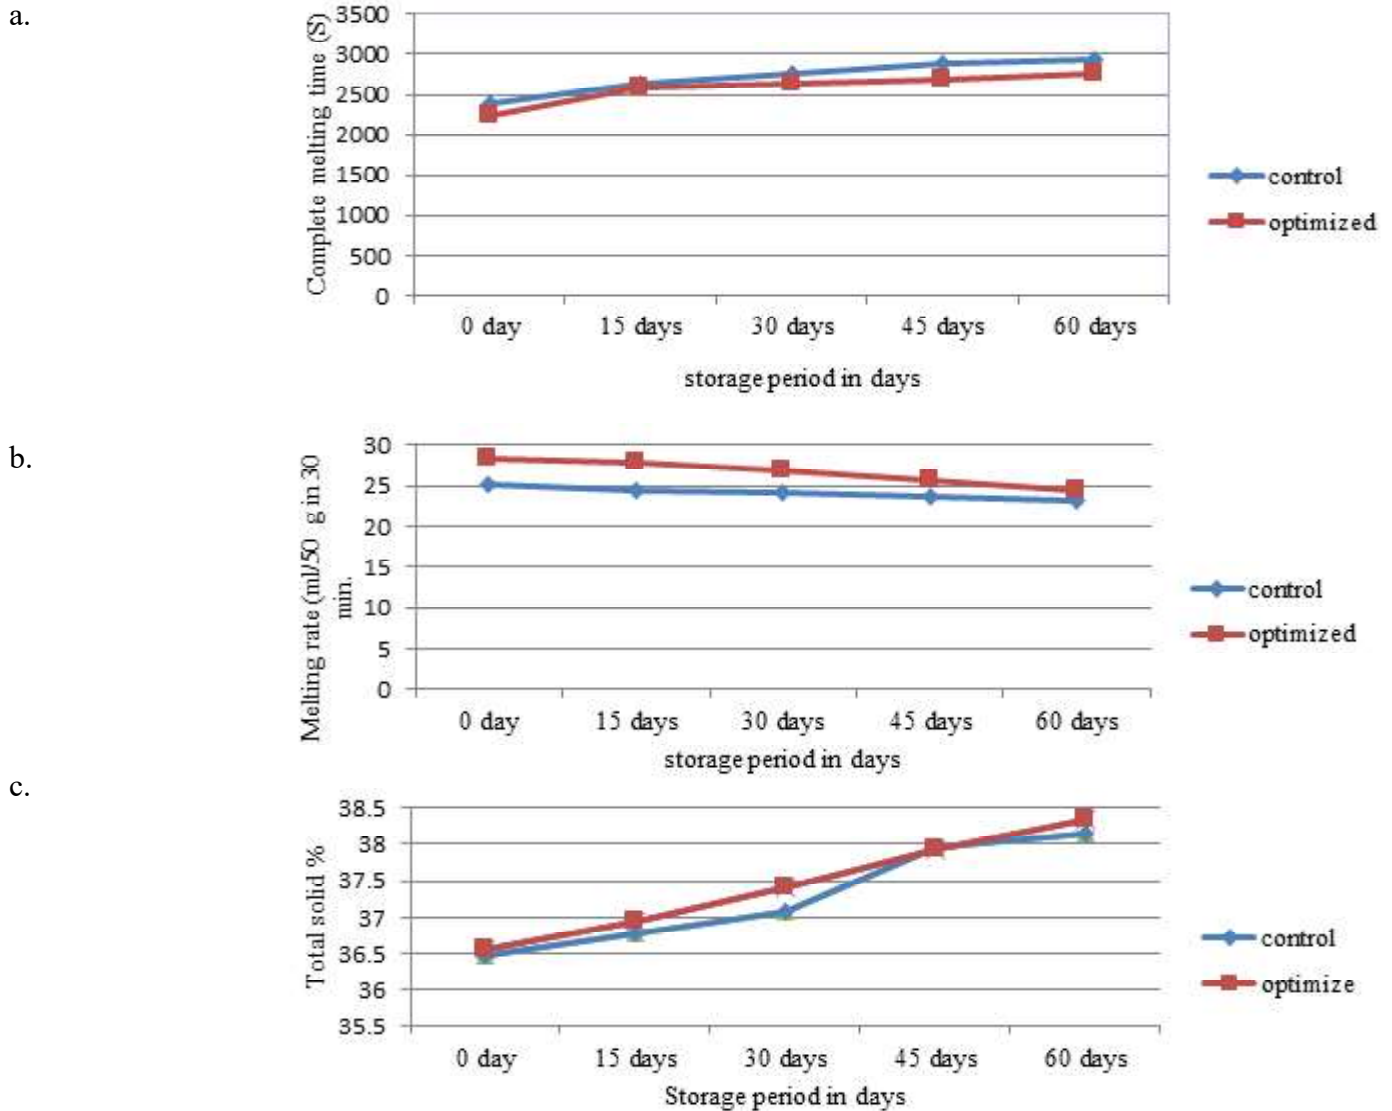 a.
Complete melting time (S)
3500
3000
2500
2000
1500
1000
500
0
0 day 15 days 30 days 45 days 60 days
storage period in days
control
optimized
b.
Melting rate (ml/50 g in 30
min.
30
25
20
15
10
5
0
0 day 15 days 30 days 45 days 60 days
storage period in days
control
optimized
c.
Total solid %
38.5
38
37.5
37
36.5
36
35.5
0 day 15 days 30 days 45 days 60 days
Storage period in days
control
optimize